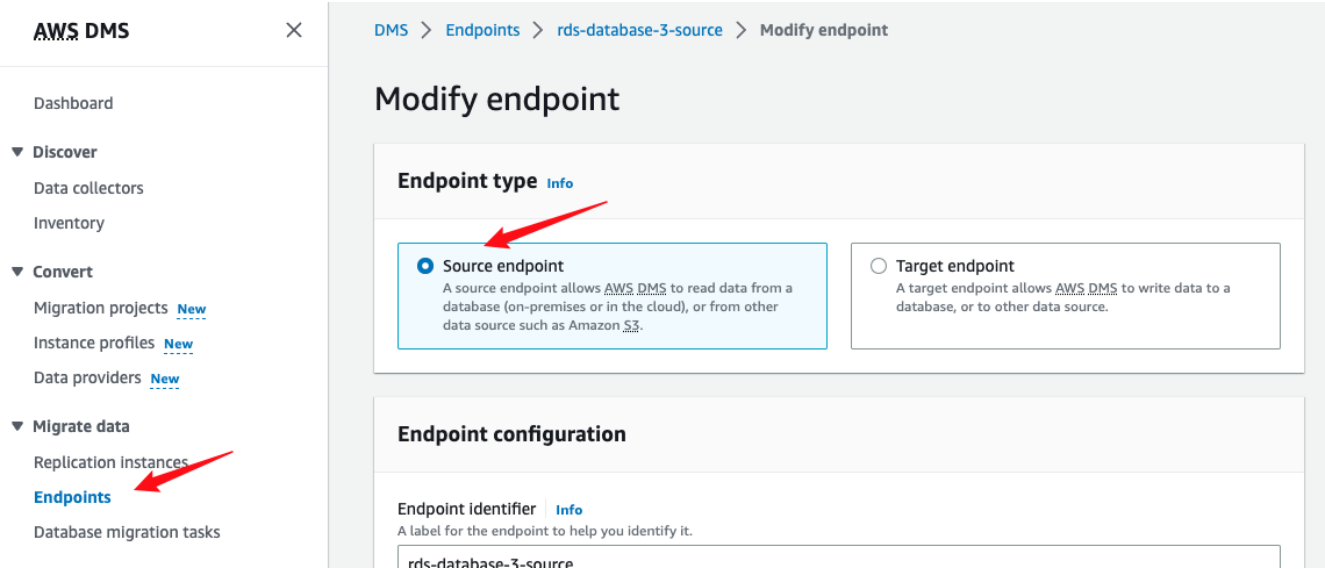 AWS DMS
Dashboard
Discover
Data collectors
Inventory
Convert
Migration projects New
Instance profiles New
Data providers New
Migrate data
Replication instances
Endpoints
Database migration tasks
DMS > Endpoints > rds-database-3-source > Modify endpoint
Modify endpoint
Endpoint type Info
Source endpoint
A source endpoint allows AWS DMS to read data from a
database (on-premises or in the cloud), or from other
data source such as Amazon S3.
Target endpoint
A target endpoint allows AWS DMS to write data to a
database, or to other data source.
Endpoint configuration
Endpoint identifier Info
A label for the endpoint to help you identify it.
rds-database-3-source